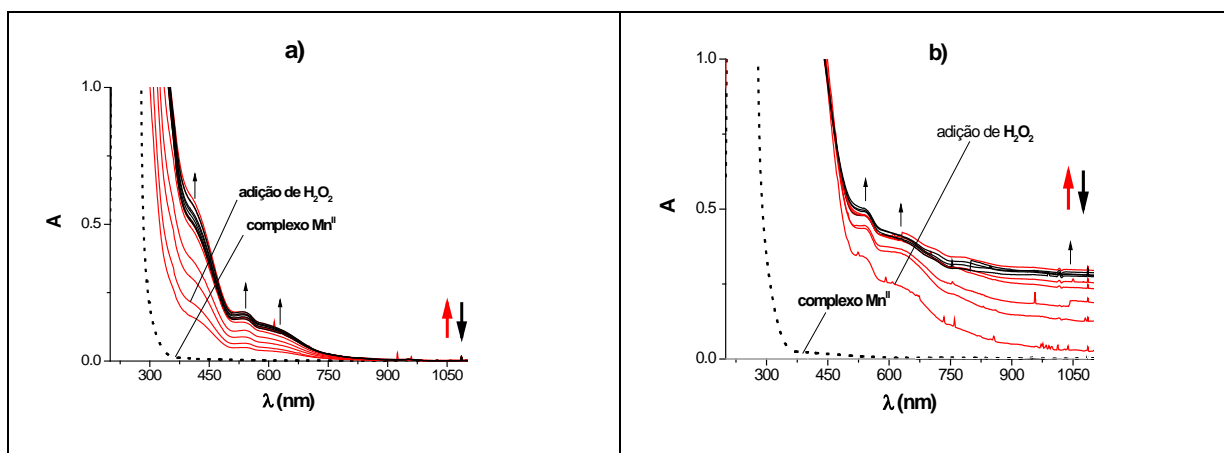 a)
1.0
adição de H₂O₂
complexo Mnᴵᴵ
0.5
A
0.0
300 450 600 750 900 1050
λ (nm)
b)
1.0
adição de H₂O₂
0.5
A
complexo Mnᴵᴵ
0.0
300 450 600 750 900 1050
λ (nm)